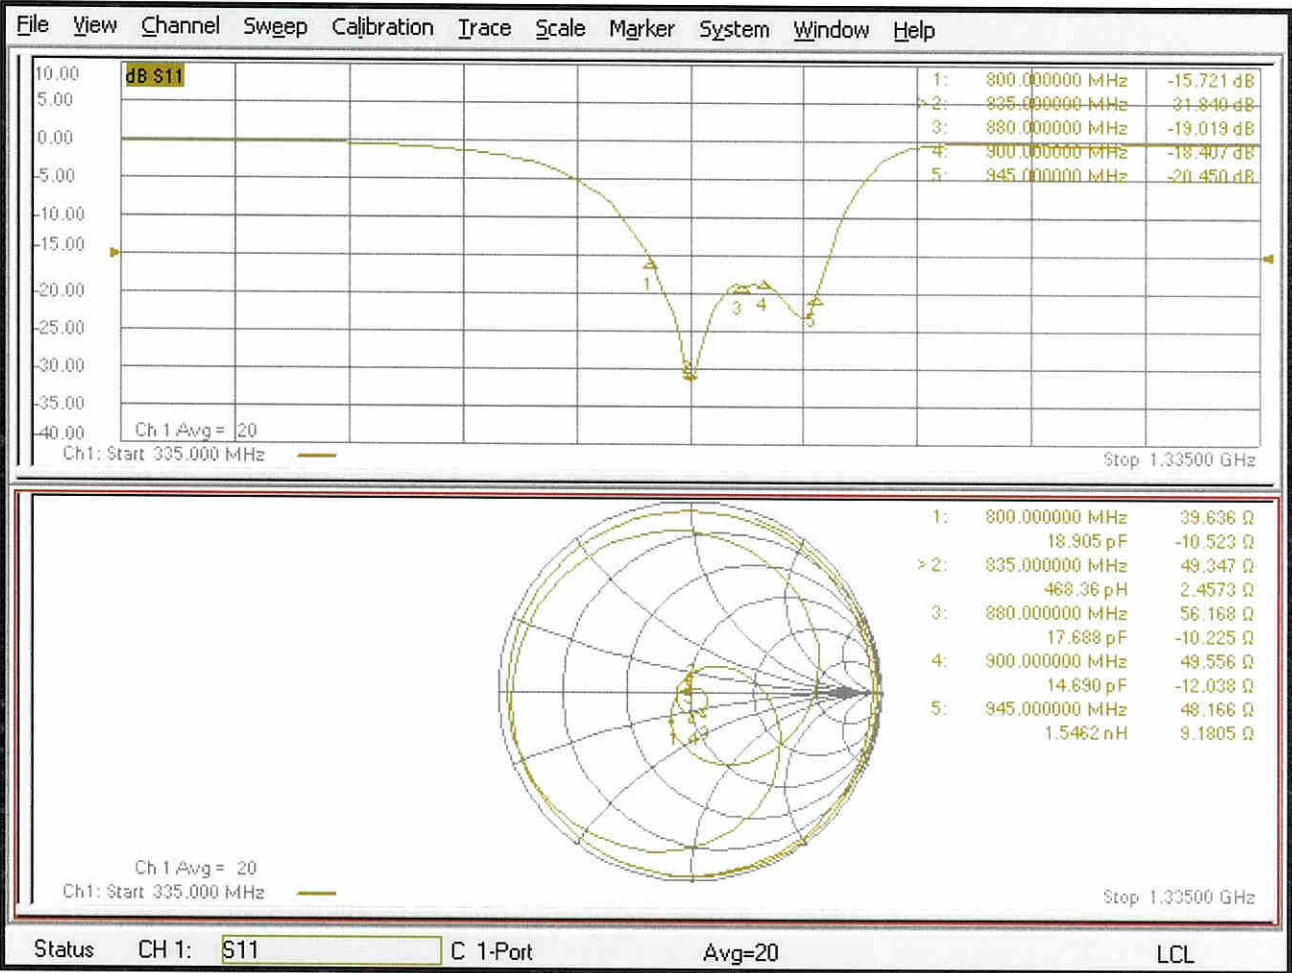 File View Channel Sweep Calibration Trace Scale Marker System Window Help
10.00 dB S11 1: 800.000000 MHz -15.721 dB
5.00 >2: 835.000000 MHz -31.840 dB
0.00 3: 880.000000 MHz -19.019 dB
4: 900.000000 MHz -18.407 dB
-5.00 5: 945.000000 MHz -20.450 dB
-10.00
-15.00
-20.00
-25.00
-30.00
-35.00
-40.00
1
2
3
4
5
Ch 1 Avg = 20
Ch1: Start 335.000 MHz Stop 1.33500 GHz
1: 800.000000 MHz 39.636 Ω
18.905 pF -10.523 Ω
>2: 835.000000 MHz 49.347 Ω
468.36 pH 2.4573 Ω
3: 880.000000 MHz 56.168 Ω
17.688 pF -10.225 Ω
4: 900.000000 MHz 49.556 Ω
14.690 pF -12.038 Ω
5: 945.000000 MHz 48.166 Ω
1.5462 nH 9.1805 Ω
Ch 1 Avg = 20
Ch1: Start 335.000 MHz Stop 1.33500 GHz
Status CH 1: S11 C 1-Port Avg=20 LCL